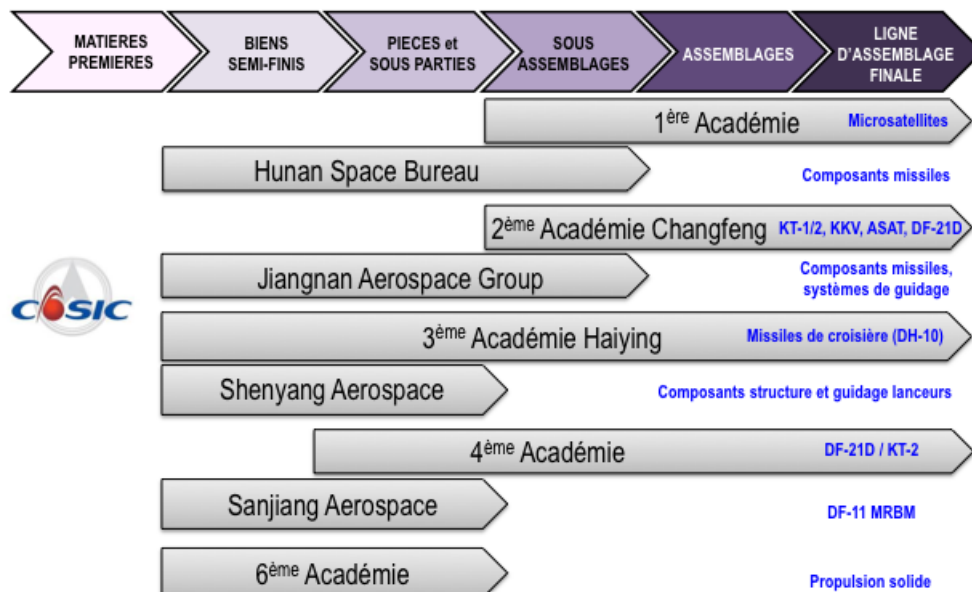 MATIERES
PREMIERES
BIENS
SEMI-FINIS
PIECES et
SOUS PARTIES
SOUS
ASSEMBLAGES
ASSEMBLAGES
LIGNE
D'ASSEMBLAGE
FINALE
1ère Académie
Microsatellites
Hunan Space Bureau
Composants missiles
2ème Académie Changfeng
KT-1/2, KKV, ASAT, DF-21D
Jiangnan Aerospace Group
Composants missiles,
systèmes de guidage
CASIC
3ème Académie Haiying
Missiles de croisière (DH-10)
Shenyang Aerospace
Composants structure et guidage lanceurs
4ème Académie
DF-21D / KT-2
Sanjiang Aerospace
DF-11 MRBM
6ème Académie
Propulsion solide